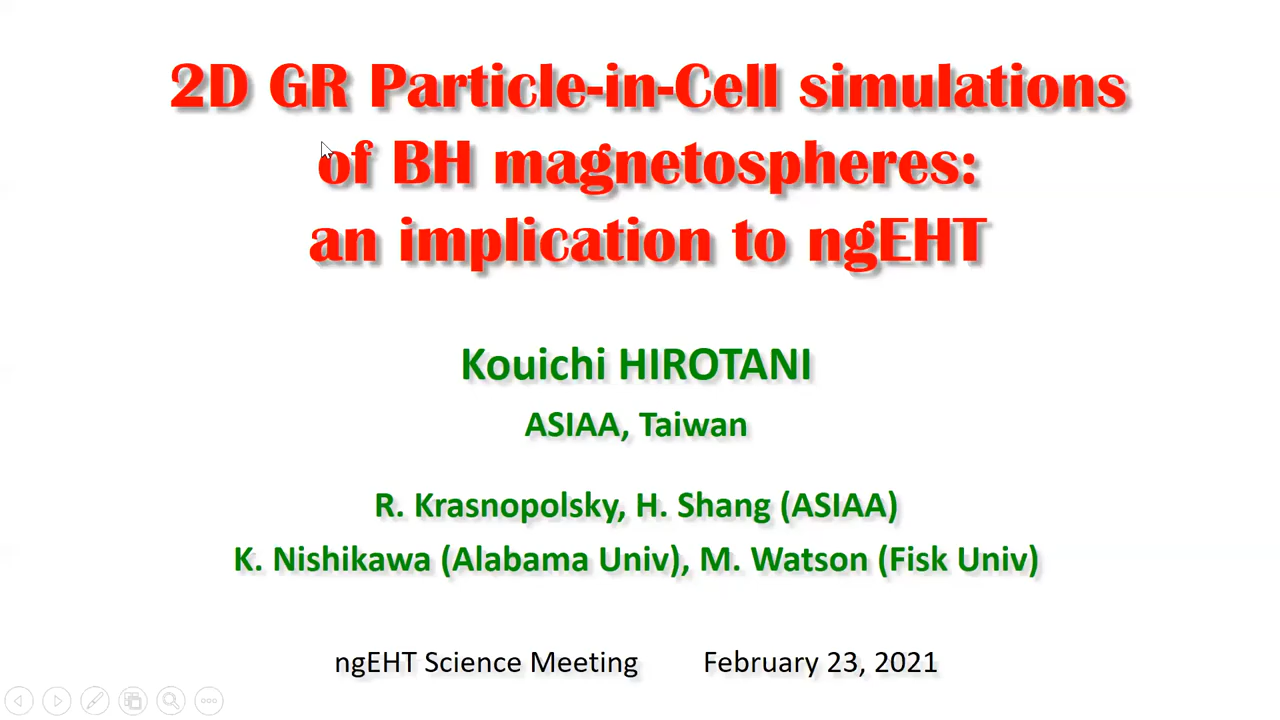 2D GR Particle-in-Cell simulations
of BH magnetospheres:
an implication to ngEHT
Kouichi HIROTANI
ASIAA, Taiwan
R. Krasnopolsky, H. Shang (ASIAA)
K. Nishikawa (Alabama Univ), M. Watson (Fisk Univ)
ngEHT Science Meeting February 23, 2021